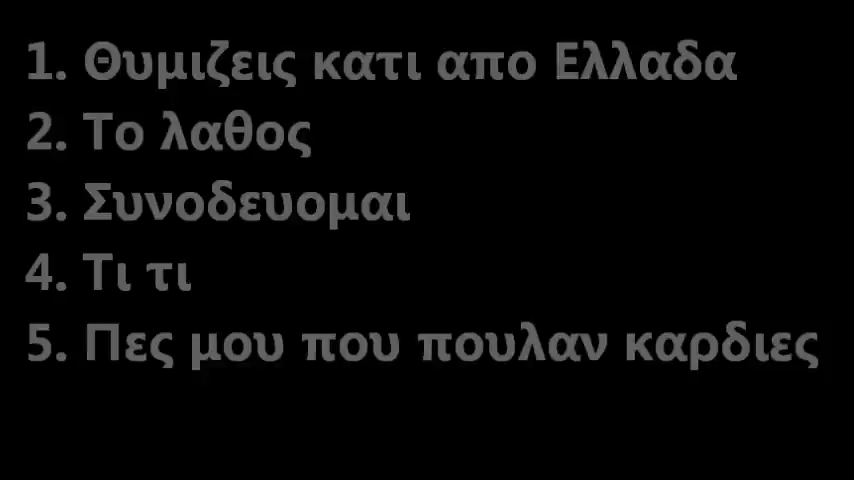 1. Θυμιζεις κατι απο Ελλαδα
2. Το λαθος
3. Συνοδευομαι
4. Τι τι
5. Πες μου που πουλαν καρδιες